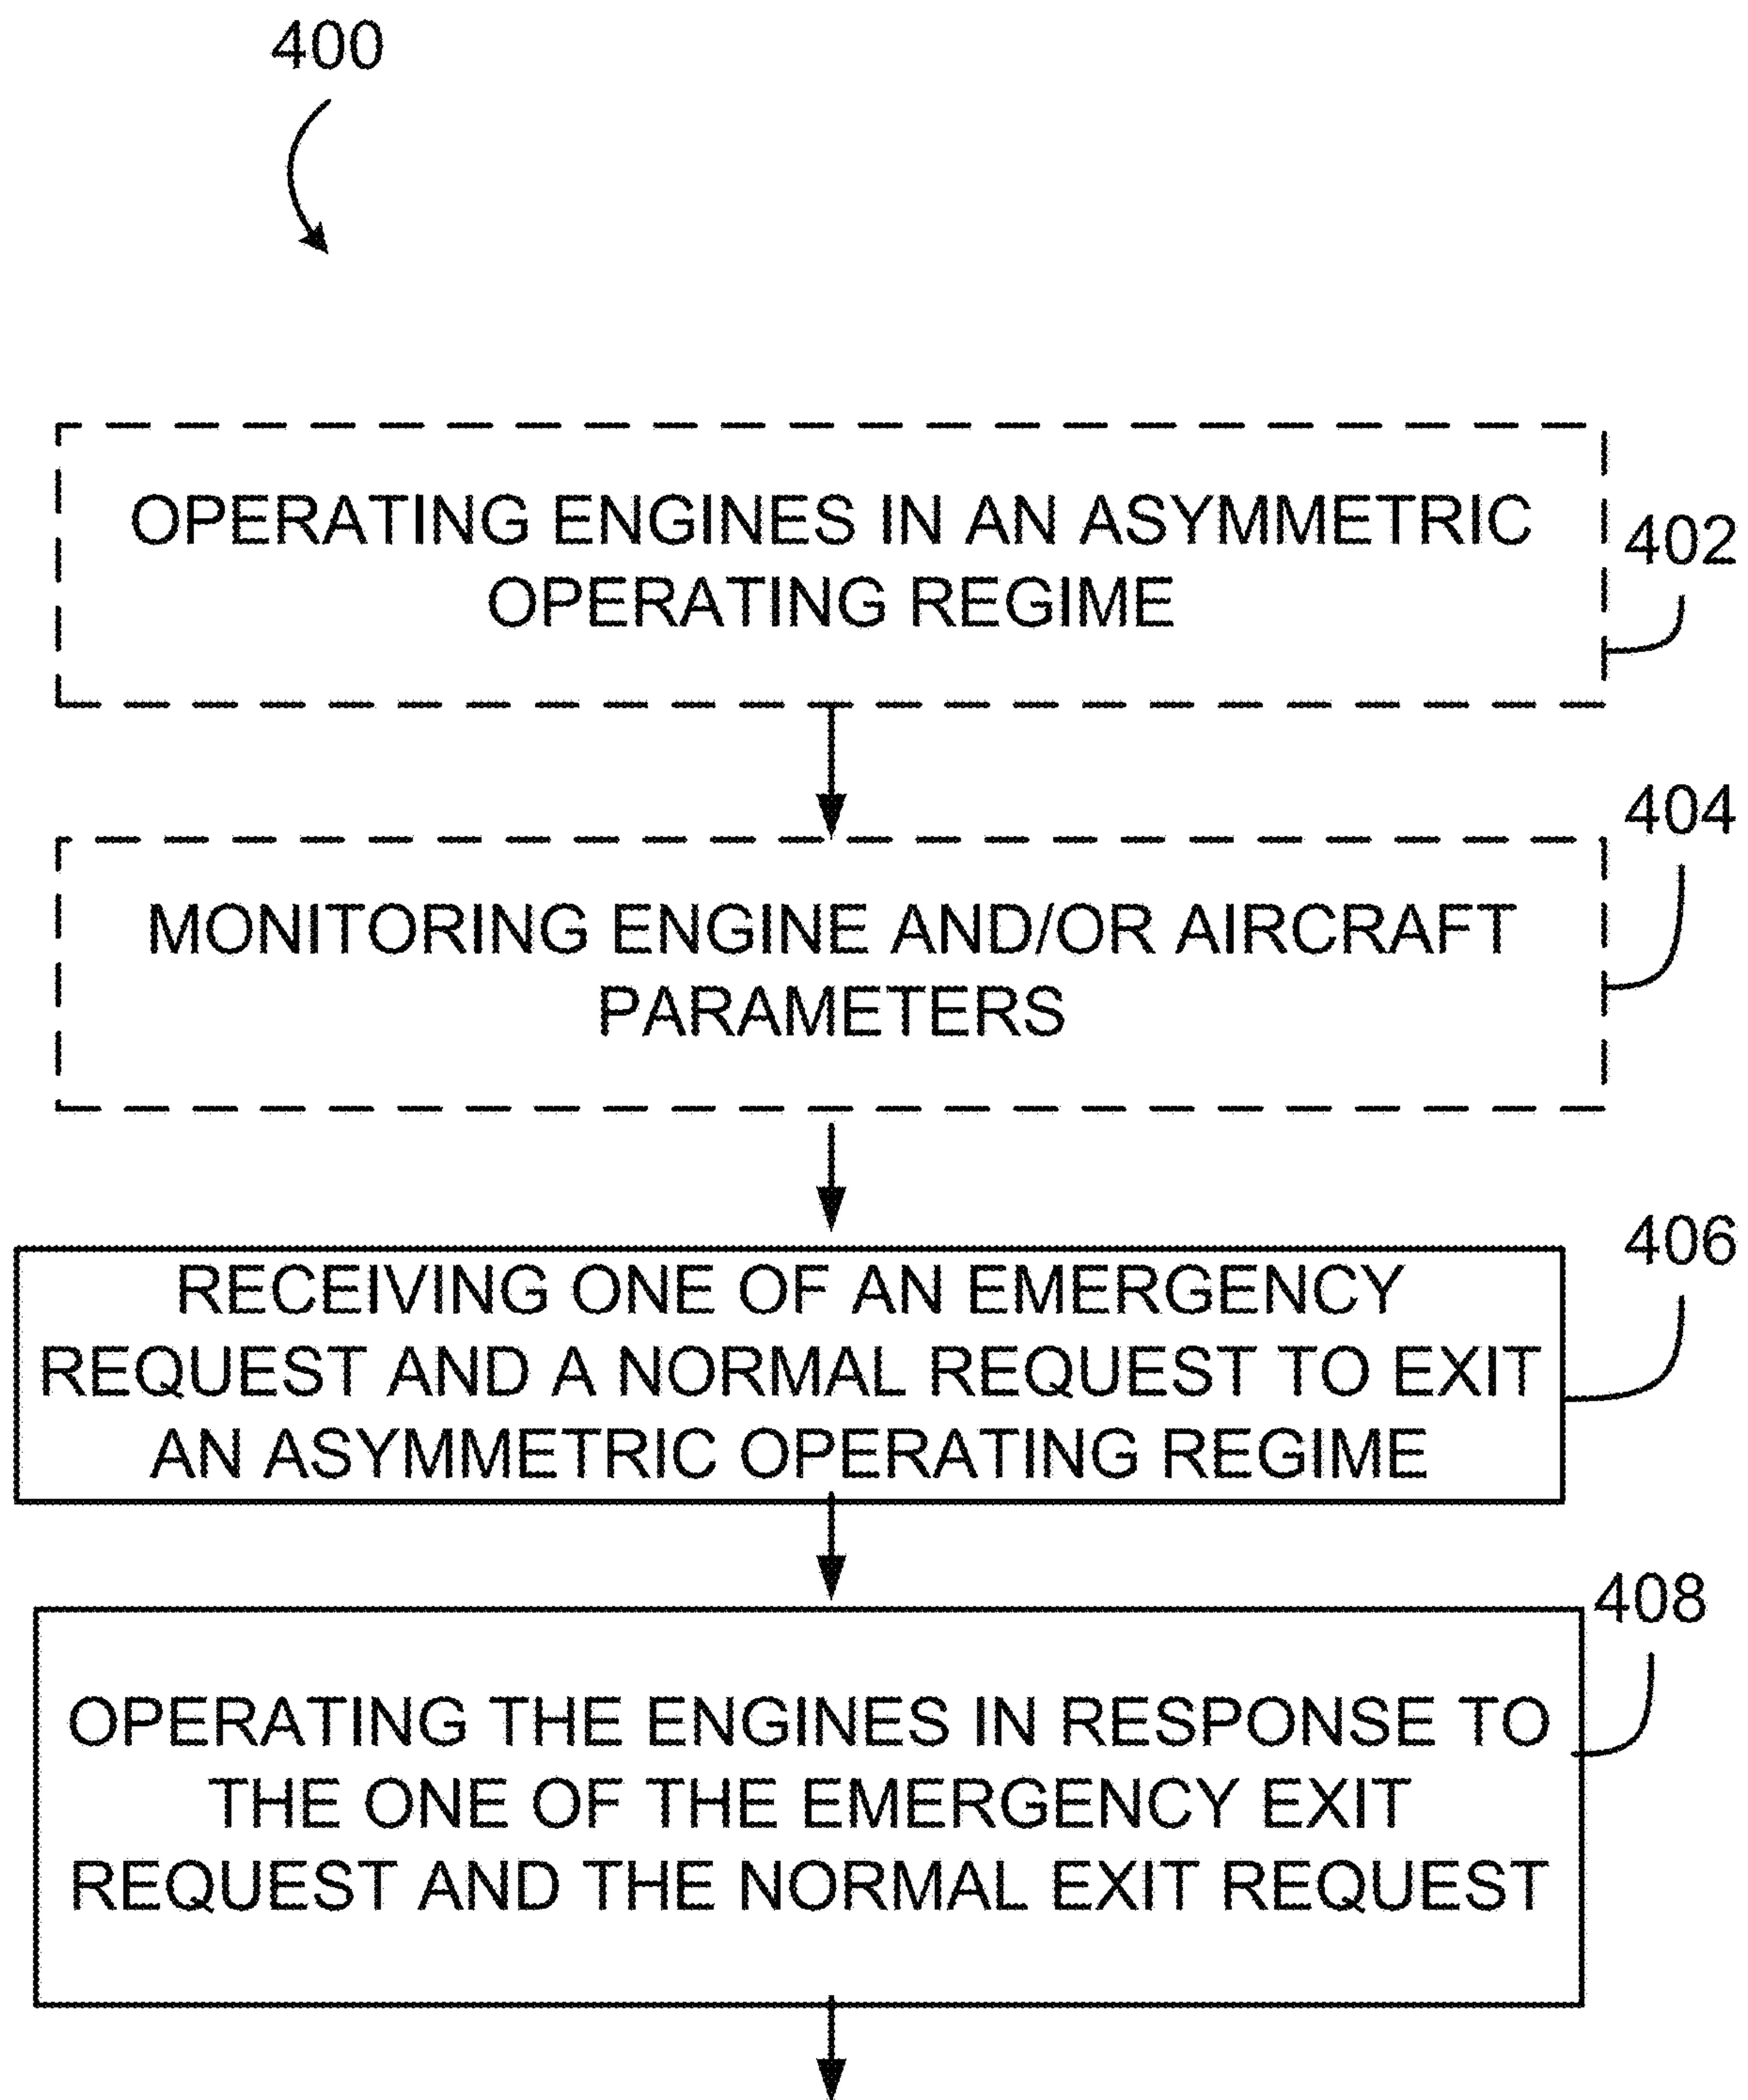 400
OPERATING ENGINES IN AN ASYMMETRIC
OPERATING REGIME
402
404
MONITORING ENGINE AND/OR AIRCRAFT
PARAMETERS
406
RECEIVING ONE OF AN EMERGENCY
REQUEST AND A NORMAL REQUEST TO EXIT
AN ASYMMETRIC OPERATING REGIME
408
OPERATING THE ENGINES IN RESPONSE TO
THE ONE OF THE EMERGENCY EXIT
REQUEST AND THE NORMAL EXIT REQUEST